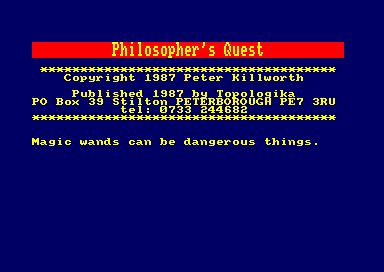 Philosopher's Quest
*************************************
Copyright 1987 Peter Killworth
Published 1987 by Topologika
PO Box 39 Stilton PETERBOROUGH PE7 3RU
tel: 0733 244682
**************************************
Magic wands can be dangerous things.